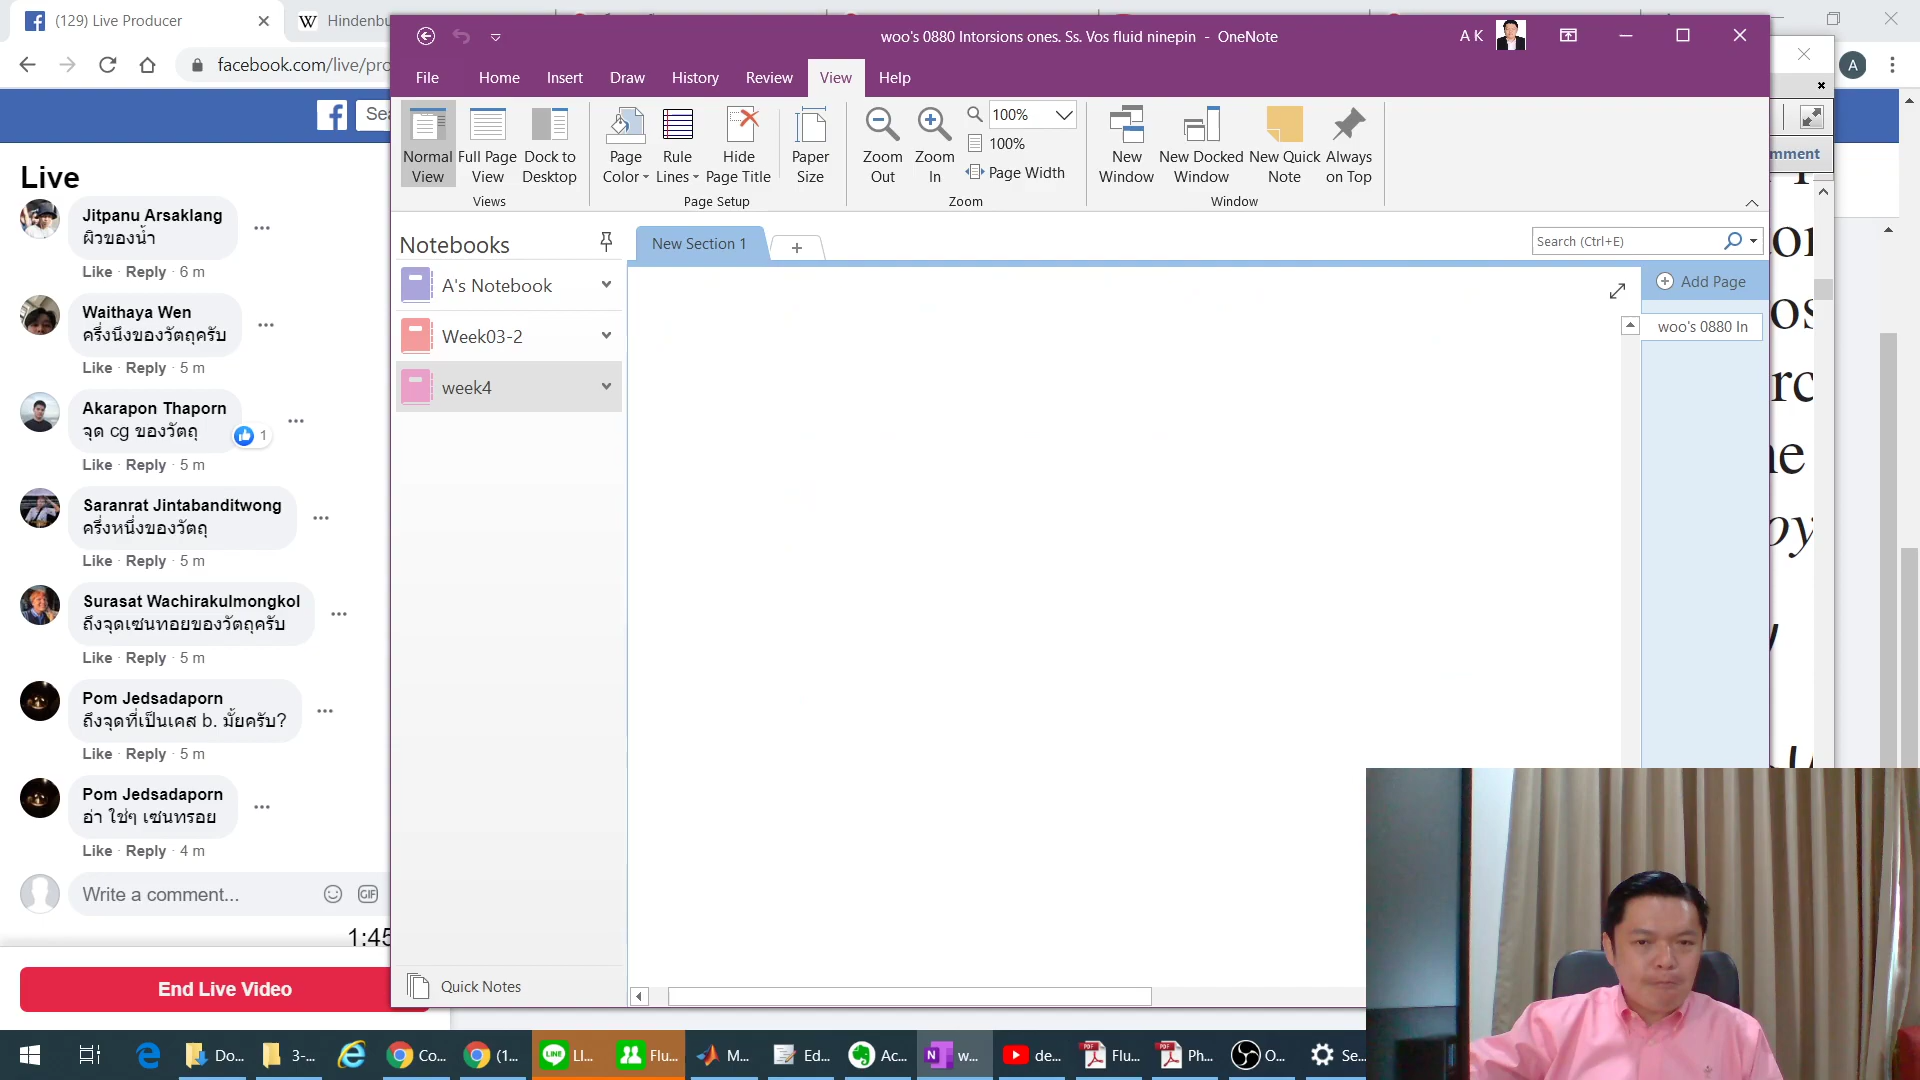 (129) Live Producer
Hindenbu
facebook.com/live/pro
Sea
Live
Jitpanu Arsaklang
ผิวของน้ำ
Like · Reply · 6 m
Waithaya Wen
ครึ่งนึงของวัตถุครับ
Like · Reply · 5 m
Akarapon Thaporn
จุด cg ของวัตถุ
1
Like · Reply · 5 m
Saranrat Jintabanditwong
ครึ่งหนึ่งของวัตถุ
Like · Reply · 5 m
Surasat Wachirakulmongkol
ถึงจุดเซนทอยของวัตถุครับ
Like · Reply · 5 m
Pom Jedsadaporn
ถึงจุดที่เป็นเคส b. มั้ยครับ?
Like · Reply · 5 m
Pom Jedsadaporn
อ่า ใช่ๆ เซนทรอย
Like · Reply · 4 m
Write a comment...
GIF
1:45
End Live Video
woo's 0880 Intorsions ones. Ss. Vos fluid ninepin - OneNote
A K
File Home Insert Draw History Review View Help
Normal View
Full Page View
Dock to Desktop
Views
Page Color
Rule Lines
Hide Page Title
Paper Size
Page Setup
Zoom Out
Zoom In
100%
100%
Page Width
Zoom
New Window
New Docked Window
New Quick Note
Always on Top
Window
Notebooks
A's Notebook
Week03-2
week4
Quick Notes
New Section 1
+
Search (Ctrl+E)
Add Page
woo's 0880 In
A
mment
or
os
rc
e
oy
Do...
3-...
Co...
(1...
LINE
LI...
Flu...
M...
Ed...
Ac...
N
w...
de...
Flu...
Ph...
O...
Se...